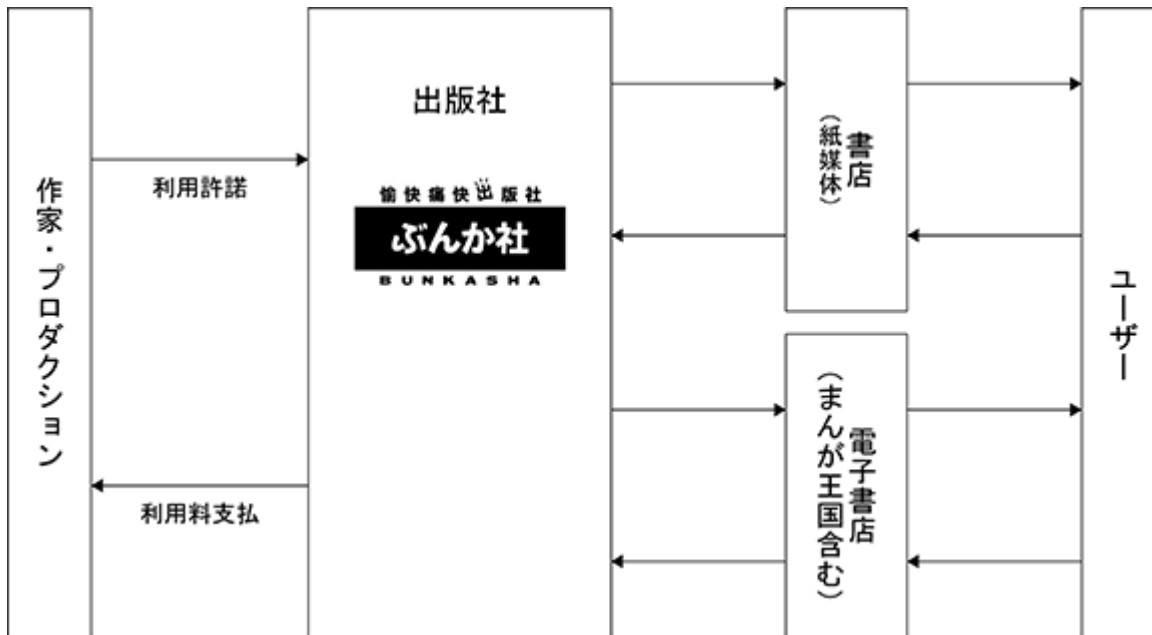 作家・プロダクション
利用許諾
利用料支払
出版社
愉快痛快出版社
ぶんか社
BUNKASHA
書店
（紙媒体）
電子書店
（まんが王国含む）
ユーザー